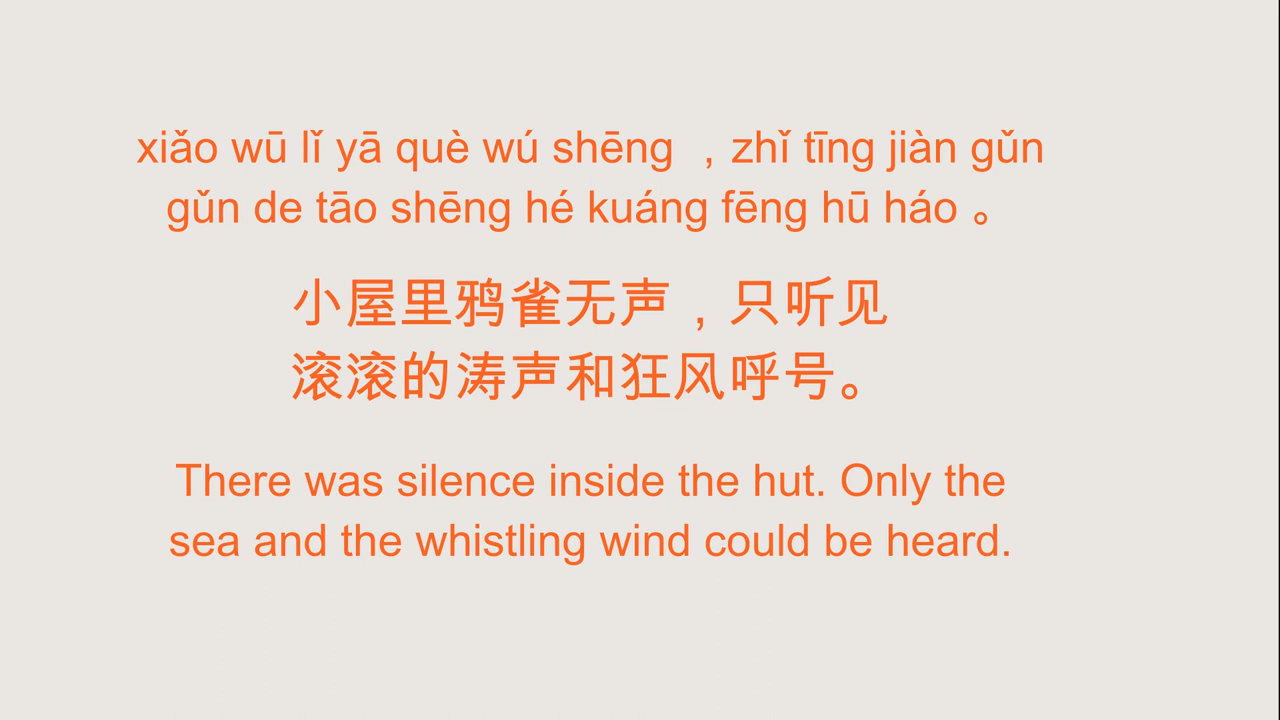 xiǎo wū lǐ yā què wú shēng ，zhǐ tīng jiàn gǔn
gǔn de tāo shēng hé kuáng fēng hū háo 。
小屋里鸦雀无声，只听见
滚滚的涛声和狂风呼号。
There was silence inside the hut. Only the
sea and the whistling wind could be heard.